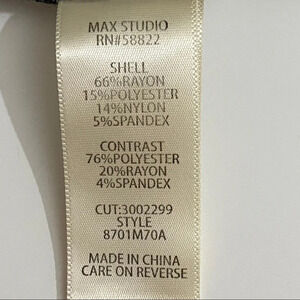 MAX STUDIO
RN#58822
SHELL
66%RAYON
15%POLYESTER
14%NYLON
5%SPANDEX
CONTRAST
76%POLYESTER
20%RAYON
4%SPANDEX
CUT:3002299
STYLE
8701M70A
MADE IN CHINA
CARE ON REVERSE